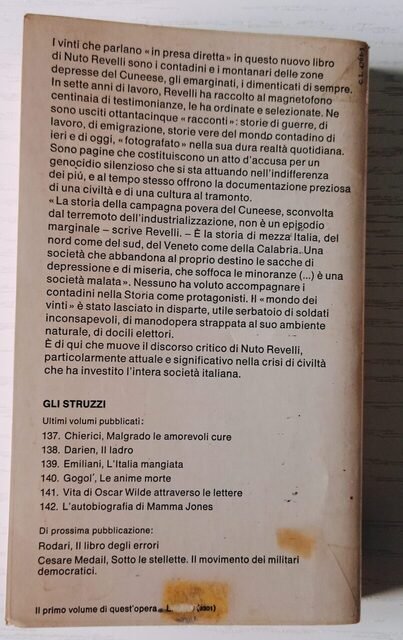 I vinti che parlano «in presa diretta» in questo nuovo libro
di Nuto Revelli sono i contadini e i montanari delle zone
depresse del Cuneese, gli emarginati, i dimenticati di sempre.
In sette anni di lavoro, Revelli ha raccolto al magnetofono
centinaia di testimonianze, le ha ordinate e selezionate. Ne
sono usciti ottantacinque «racconti»: storie di guerra, di
lavoro, di emigrazione, storie vere del mondo contadino di
ieri e di oggi, «fotografato» nella sua dura realtà quotidiana.
Sono pagine che costituiscono un atto d'accusa per un
genocidio silenzioso che si sta attuando nell'indifferenza
dei piú, e al tempo stesso offrono la documentazione preziosa
di una civiltà e di una cultura al tramonto.
«La storia della campagna povera del Cuneese, sconvolta
dal terremoto dell'industrializzazione, non è un episodio
marginale – scrive Revelli. – È la storia di mezza Italia, del
nord come del sud, del Veneto come della Calabria. Una
società che abbandona al proprio destino le sacche di
depressione e di miseria, che soffoca le minoranze (...) è una
società malata». Nessuno ha voluto accompagnare i
contadini nella Storia come protagonisti. Il «mondo dei
vinti» è stato lasciato in disparte, utile serbatoio di soldati
inconsapevoli, di manodopera strappata al suo ambiente
naturale, di docili elettori.
È di qui che muove il discorso critico di Nuto Revelli,
particolarmente attuale e significativo nella crisi di civiltà
che ha investito l'intera società italiana.
GLI STRUZZI
Ultimi volumi pubblicati:
137. Chierici, Malgrado le amorevoli cure
138. Darien, Il ladro
139. Emiliani, L'Italia mangiata
140. Gogol', Le anime morte
141. Vita di Oscar Wilde attraverso le lettere
142. L'autobiografia di Mamma Jones
Di prossima pubblicazione:
Rodari, Il libro degli errori
Cesare Medail, Sotto le stellette. Il movimento dei militari
democratici.
Il primo volume di quest'opera L.